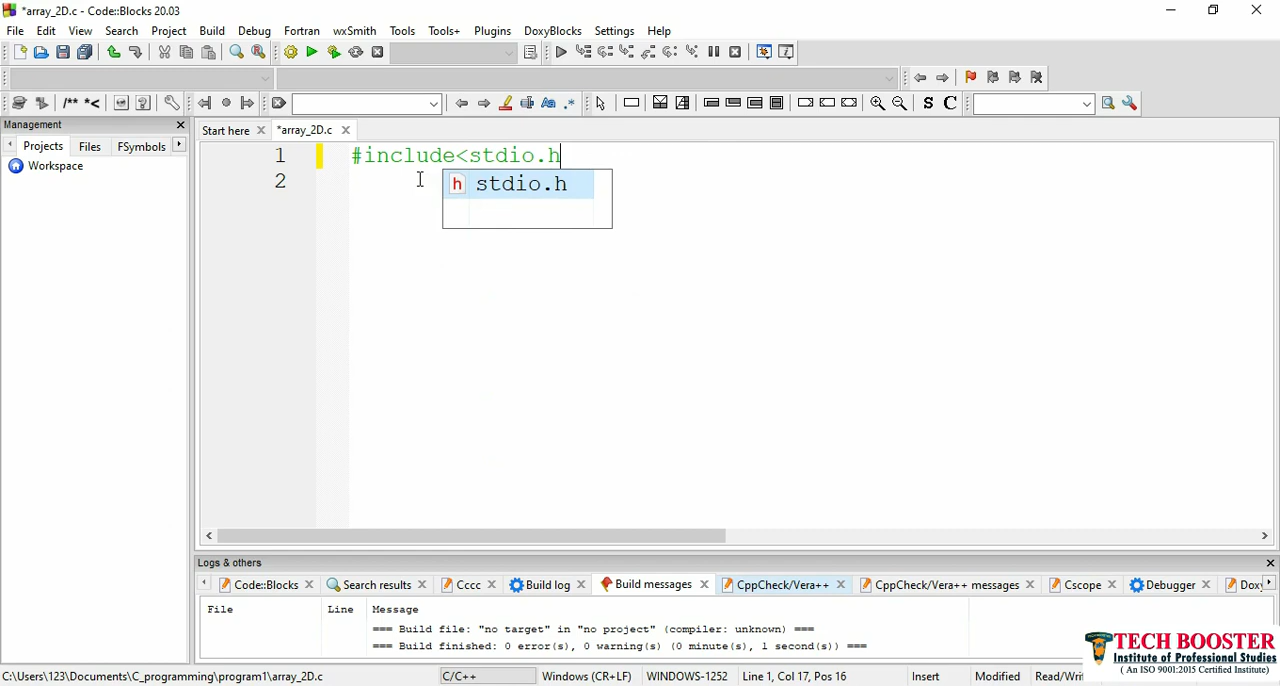 *array_2D.c - Code::Blocks 20.03
File Edit View Search Project Build Debug Fortran wxSmith Tools Tools+ Plugins DoxyBlocks Settings Help
/** *<
.*
S C
Management
Projects Files FSymbols
Workspace
Start here *array_2D.c
1 #include<stdio.h
2
h stdio.h
Logs & others
Code::Blocks Search results Cccc Build log Build messages CppCheck/Vera++ CppCheck/Vera++ messages Cscope Debugger Doxy
File Line Message
=== Build file: "no target" in "no project" (compiler: unknown) ===
=== Build finished: 0 error(s), 0 warning(s) (0 minute(s), 1 second(s)) ===
TECH BOOSTER
Institute of Professional Studies
( An ISO 9001:2015 Certified Institute)
C:\Users\123\Documents\C_programming\program1\array_2D.c C/C++ Windows (CR+LF) WINDOWS-1252 Line 1, Col 17, Pos 16 Insert Modified Read/Wri